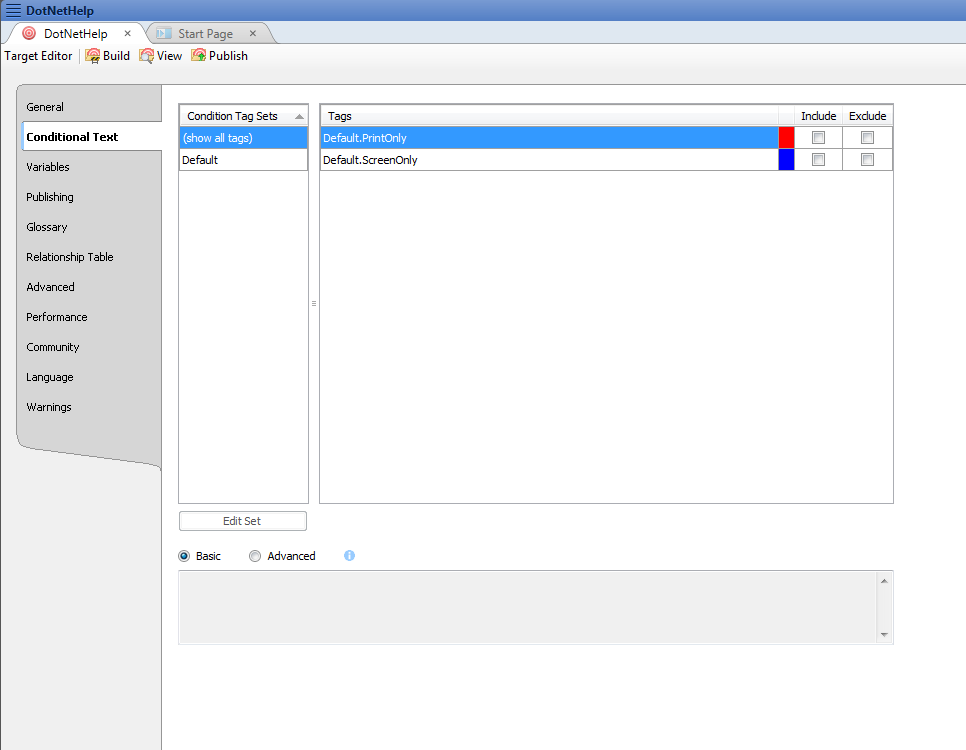 DotNetHelp
DotNetHelp Start Page
Target Editor Build View Publish
General
Conditional Text
Variables
Publishing
Glossary
Relationship Table
Advanced
Performance
Community
Language
Warnings
Condition Tag Sets
(show all tags)
Default
Tags Include Exclude
Default.PrintOnly
Default.ScreenOnly
Edit Set
Basic Advanced